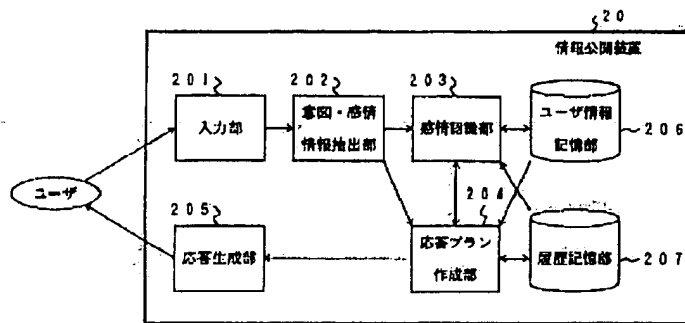 20
情報公開装置
201
202
203
入力部
意図・感情
情報抽出部
感情認識部
ユーザ情報
記憶部
206
ユーザ
205
204
応答生成部
応答プラン
作成部
履歴記憶部
207